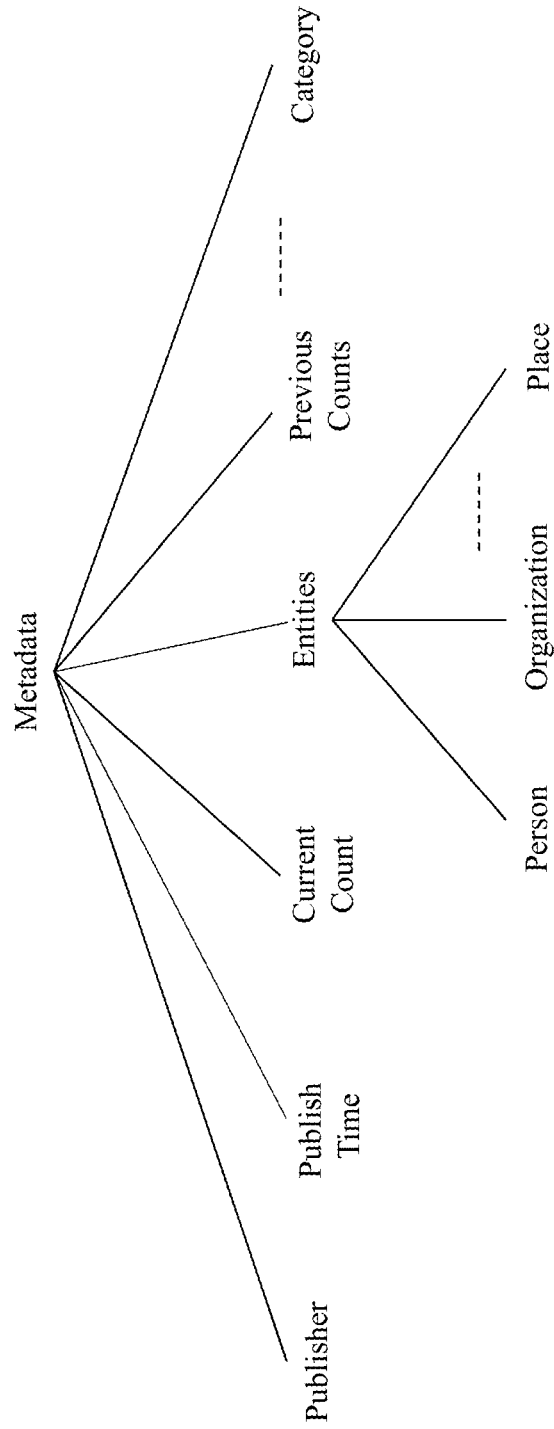 Metadata
Publisher
Publish
Time
Current
Count
Entities
Previous
Counts
Category
Person
Organization
Place